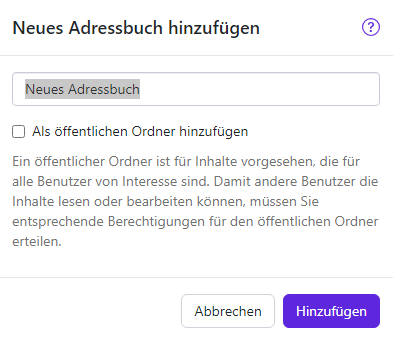 Neues Adressbuch hinzufügen
?
Neues Adressbuch
Als öffentlichen Ordner hinzufügen
Ein öffentlicher Ordner ist für Inhalte vorgesehen, die für
alle Benutzer von Interesse sind. Damit andere Benutzer die
Inhalte lesen oder bearbeiten können, müssen Sie
entsprechende Berechtigungen für den öffentlichen Ordner
erteilen.
Abbrechen
Hinzufügen